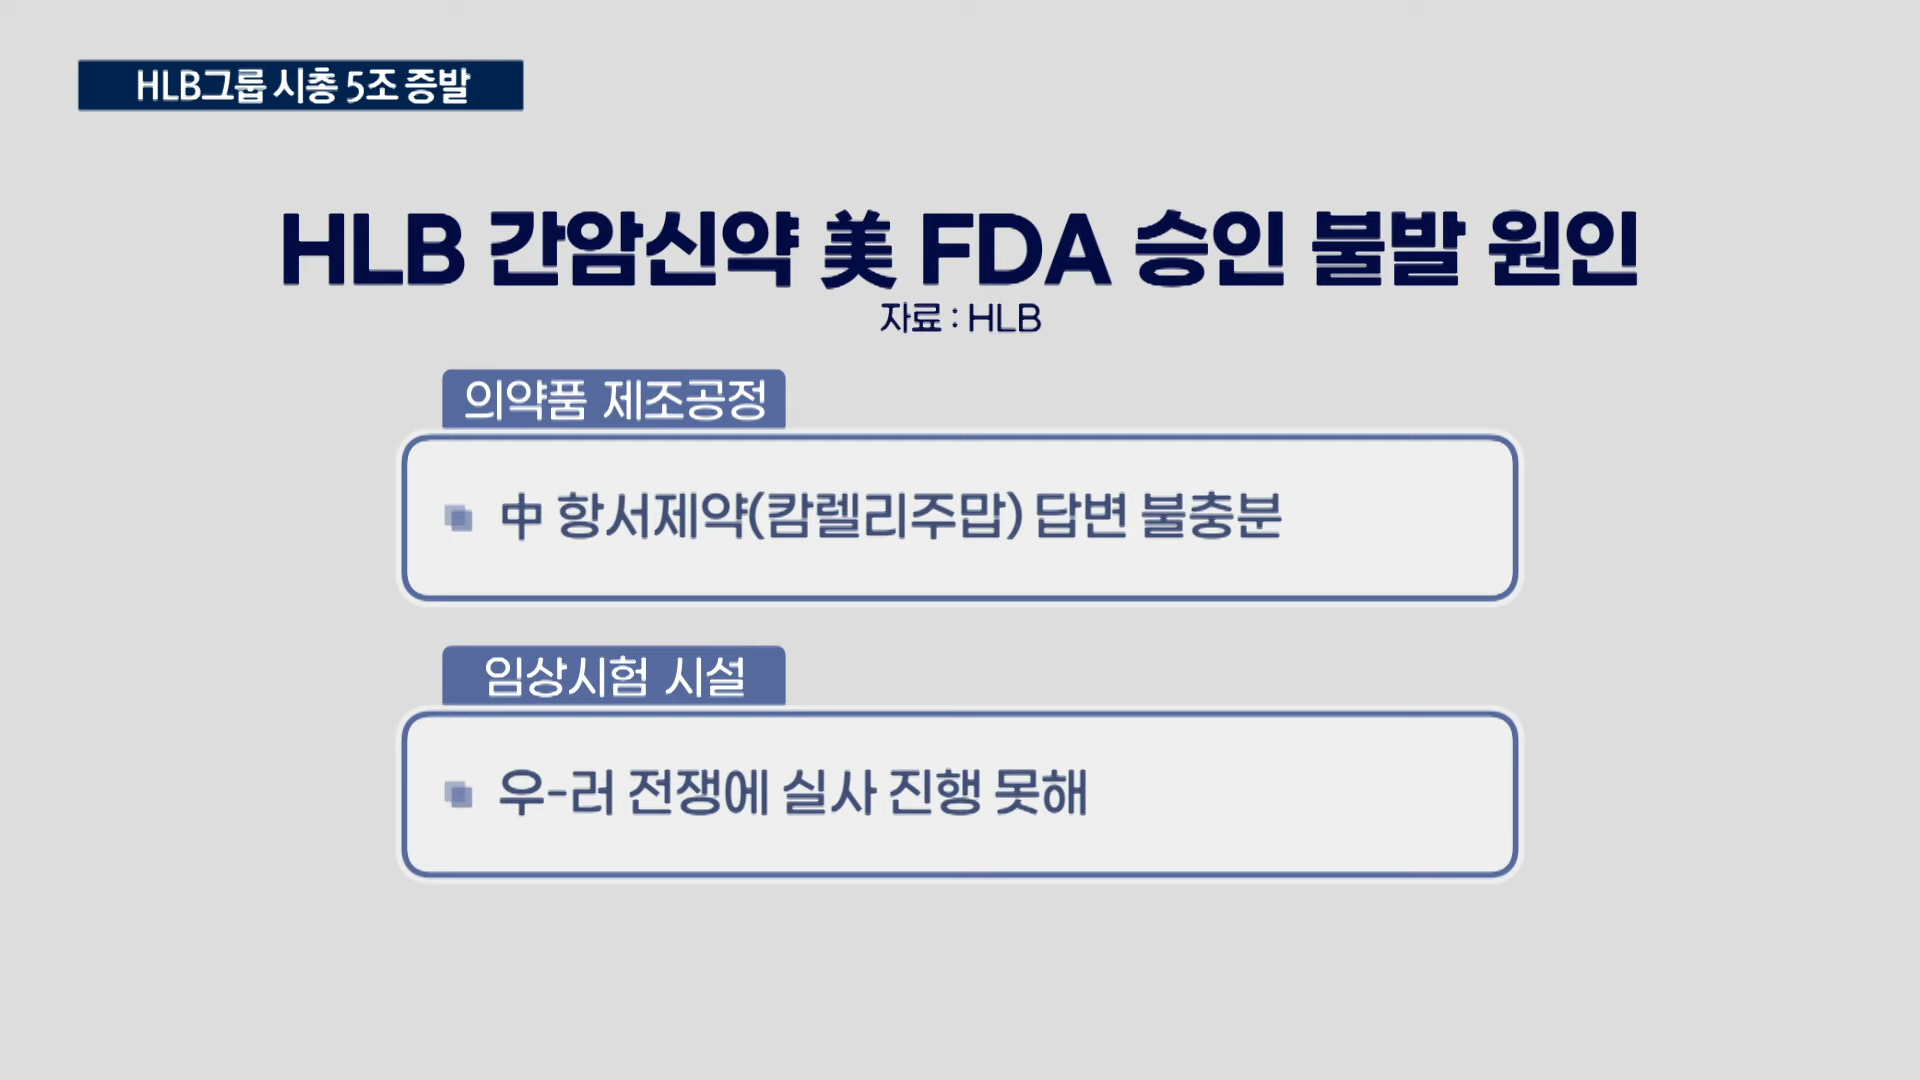 HLB그룹 시총 5조 증발
HLB 간암신약 美 FDA 승인 불발 원인
자료 : HLB
의약품 제조공정
中 항서제약(캄렐리주맙) 답변 불충분
임상시험 시설
우-러 전쟁에 실사 진행 못해